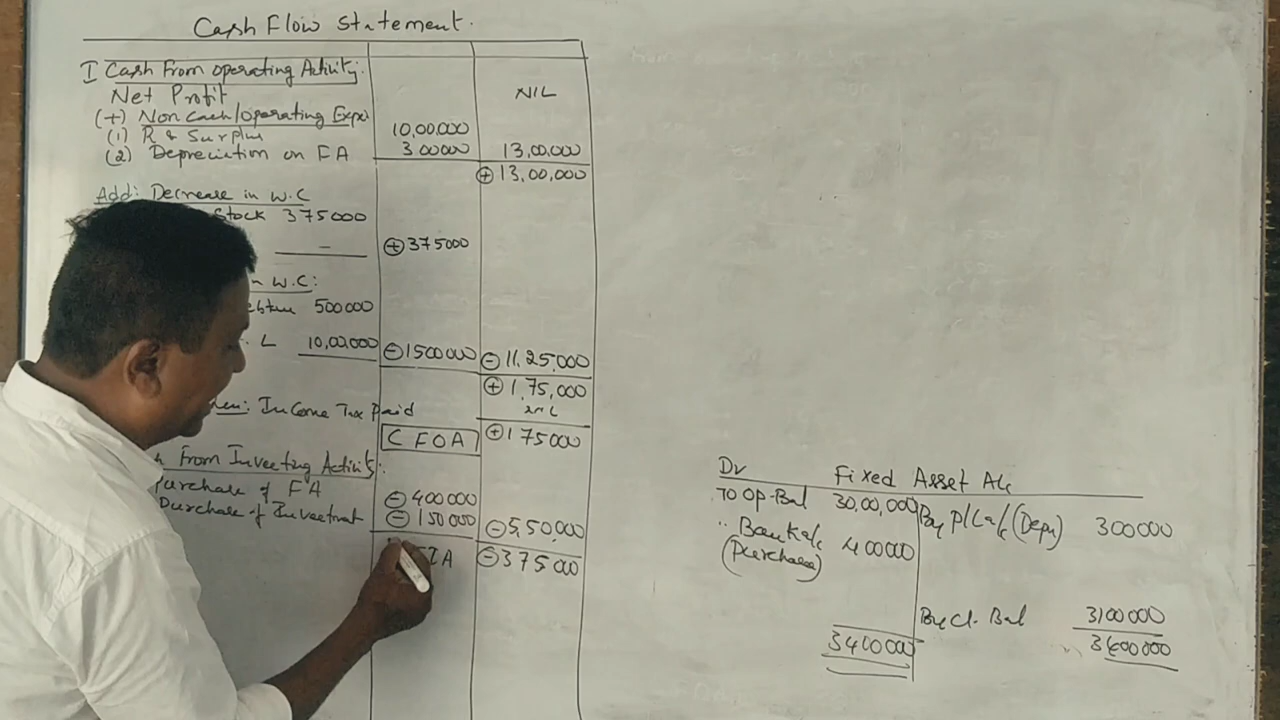 Cash Flow Statement.
I Cash From operating Activity:
Net Profit NIL
(+) Non cash/operating Expe
(1) R & Surplus 10,00,000
(2) Depreciation on FA 300000 13,00,000
+ 13,00,000
Add: Decrease in W.C
Stock 375000
– + 375000
W.C:
500000
L 10,00,000 - 1500000 - 11,25,000
+ 1,75,000
Income Tax Paid NIL
CFOA + 175000
From Investing Activity:
Purchase of FA - 400000
Purchase of Investment - 150000 - 5,50,000
IA - 375000
Dr Fixed Asset A/c
To Op. Bal 30,00,000 By P/L a/c (Depn) 300000
" Bank a/c 400000
(Purchase)
By Cl. Bal 3100000
3400000 3400000